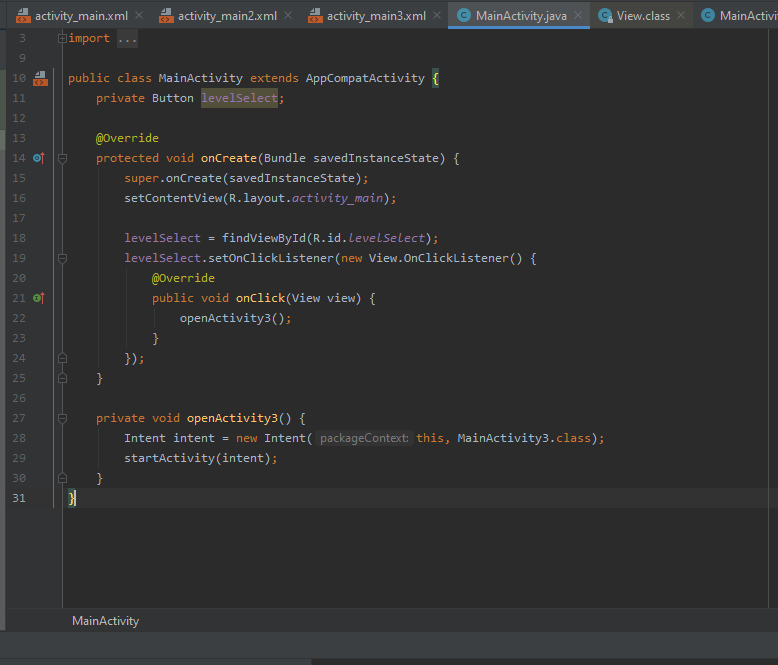 activity_main.xml activity_main2.xml activity_main3.xml MainActivity.java View.class MainActivi
3 import ...
9
10 public class MainActivity extends AppCompatActivity {
11 private Button levelSelect;
12
13 @Override
14 protected void onCreate(Bundle savedInstanceState) {
15 super.onCreate(savedInstanceState);
16 setContentView(R.layout.activity_main);
17
18 levelSelect = findViewById(R.id.levelSelect);
19 levelSelect.setOnClickListener(new View.OnClickListener() {
20 @Override
21 public void onClick(View view) {
22 openActivity3();
23 }
24 });
25 }
26
27 private void openActivity3() {
28 Intent intent = new Intent( packageContext: this, MainActivity3.class);
29 startActivity(intent);
30 }
31 }
MainActivity